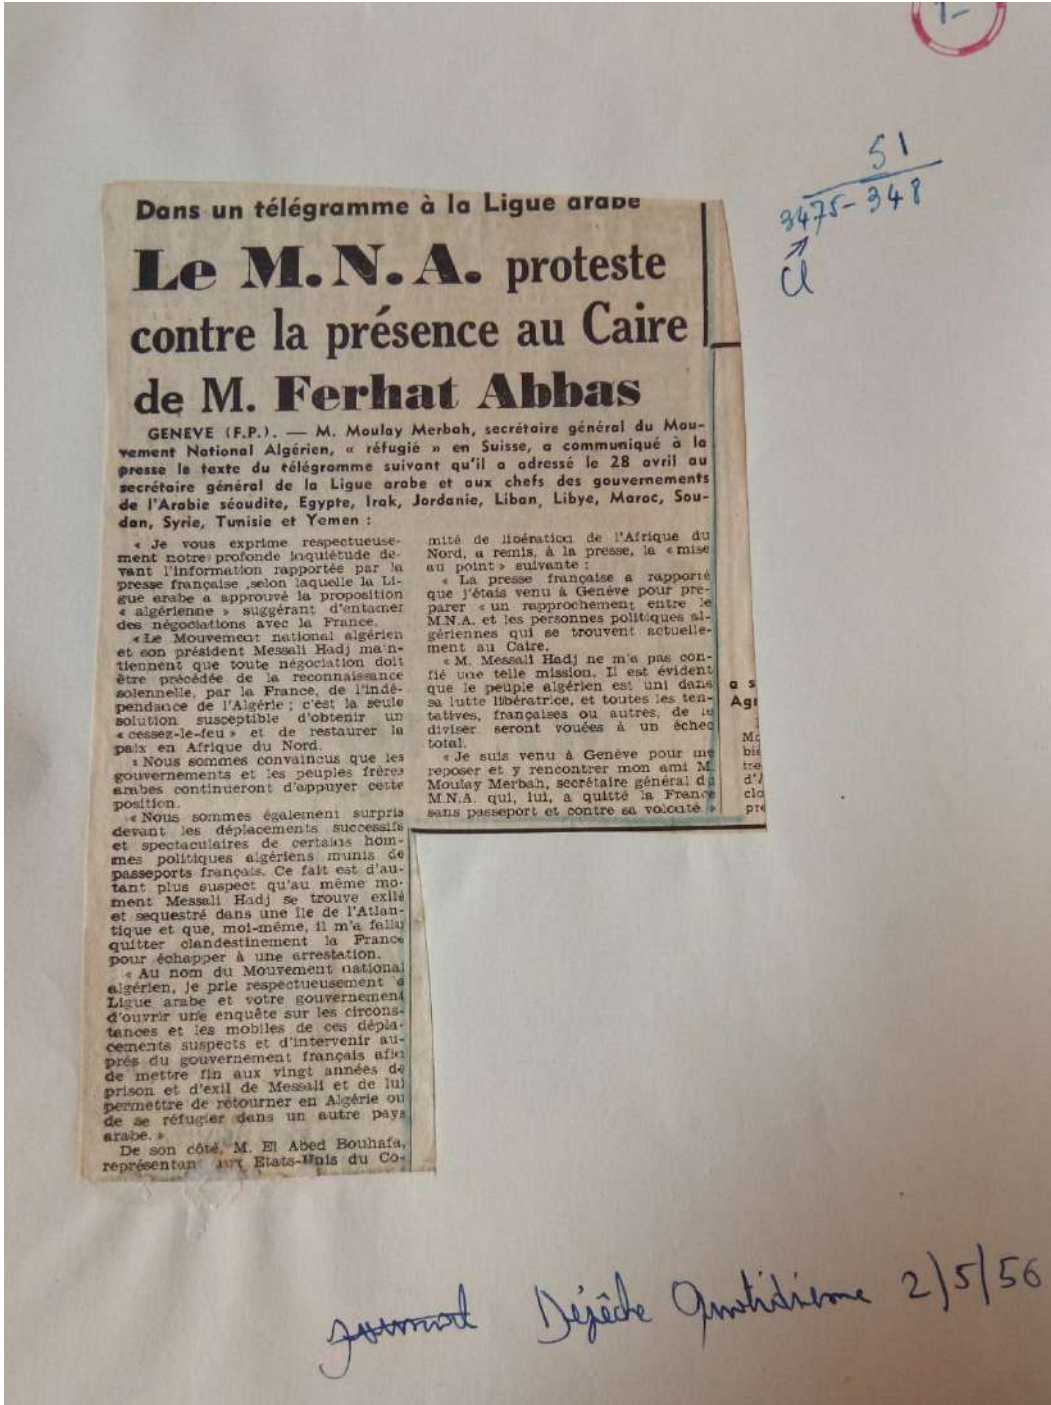 1-
51
3475-348
cl
Dans un télégramme à la Ligue arabe
Le M.N.A. proteste
contre la présence au Caire
de M. Ferhat Abbas
GENEVE (F.P.). — M. Moulay Merbah, secrétaire général du Mou-
vement National Algérien, « réfugié » en Suisse, a communiqué à la
presse le texte du télégramme suivant qu'il a adressé le 28 avril au
secrétaire général de la Ligue arabe et aux chefs des gouvernements
de l'Arabie séoudite, Egypte, Irak, Jordanie, Liban, Libye, Maroc, Sou-
dan, Syrie, Tunisie et Yemen :
« Je vous exprime respectueuse-
ment notre profonde inquiétude de-
vant l'information rapportée par la
presse française ,selon laquelle la Li-
gue arabe a approuvé la proposition
« algérienne » suggérant d'entamer
des négociations avec la France.
« Le Mouvement national algérien
et son président Messali Hadj main-
tiennent que toute négociation doit
être précédée de la reconnaissance
solennelle, par la France, de l'indé-
pendance de l'Algérie ; c'est la seule
solution susceptible d'obtenir un
« cessez-le-feu » et de restaurer la
paix en Afrique du Nord.
« Nous sommes convaincus que les
gouvernements et les peuples frères
arabes continueront d'appuyer cette
position.
« Nous sommes également surpris
devant les déplacements successifs
et spectaculaires de certains hom-
mes politiques algériens munis de
passeports français. Ce fait est d'au-
tant plus suspect qu'au même mo-
ment Messali Hadj se trouve exilé
et sequestré dans une île de l'Atlan-
tique et que, moi-même, il m'a fallu
quitter clandestinement la France
pour échapper à une arrestation.
« Au nom du Mouvement national
algérien, je prie respectueusement a
Ligue arabe et votre gouvernement
d'ouvrir une enquête sur les circons-
tances et les mobiles de ces dépla-
cements suspects et d'intervenir au-
près du gouvernement français afin
de mettre fin aux vingt années de
prison et d'exil de Messali et de lui
permettre de retourner en Algérie ou
de se réfugier dans un autre pays
arabe. »
De son côté, M. El Abed Bouhafa,
représentant aux Etats-Unis du Co-
mité de libération de l'Afrique du
Nord, a remis, à la presse, la « mise
au point » suivante :
« La presse française a rapporté
que j'étais venu à Genève pour pré-
parer « un rapprochement entre le
M.N.A. et les personnes politiques al-
gériennes qui se trouvent actuelle-
ment au Caire.
« M. Messali Hadj ne m'a pas con-
fié une telle mission. Il est évident
que le peuple algérien est uni dans
sa lutte libératrice, et toutes les ten-
tatives, françaises ou autres, de le
diviser seront vouées à un échec
total.
« Je suis venu à Genève pour me
reposer et y rencontrer mon ami M.
Moulay Merbah, secrétaire général du
M.N.A. qui, lui, a quitté la France
sans passeport et contre sa volonté »
a s
Agr
Mo
bié
tre
d'A
clo
pré
journal Dépêche Quotidienne 2/5/56